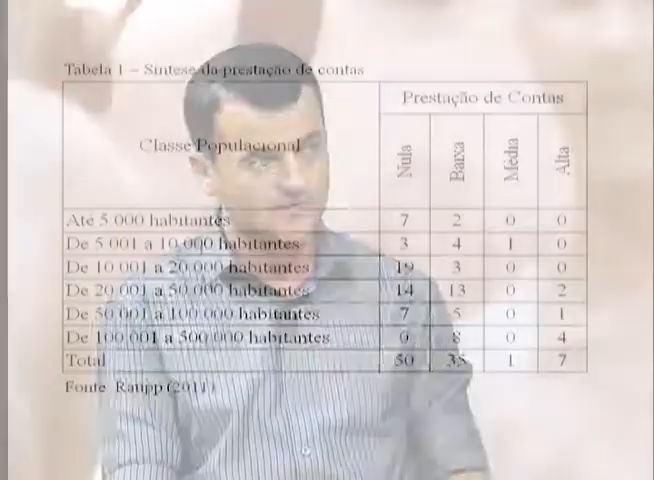 Tabela 1 – Síntese da prestação de contas
Classe Populacional Prestação de Contas
Nula Baixa Média Alta
Até 5 000 habitantes 7 2 0 0
De 5 001 a 10 000 habitantes 3 4 1 0
De 10 001 a 20 000 habitantes 19 3 0 0
De 20 001 a 50 000 habitantes 14 13 0 2
De 50 001 a 100 000 habitantes 7 5 0 1
De 100 001 a 500 000 habitantes 0 8 0 4
Total 50 35 1 7
Fonte Raupp (2011)